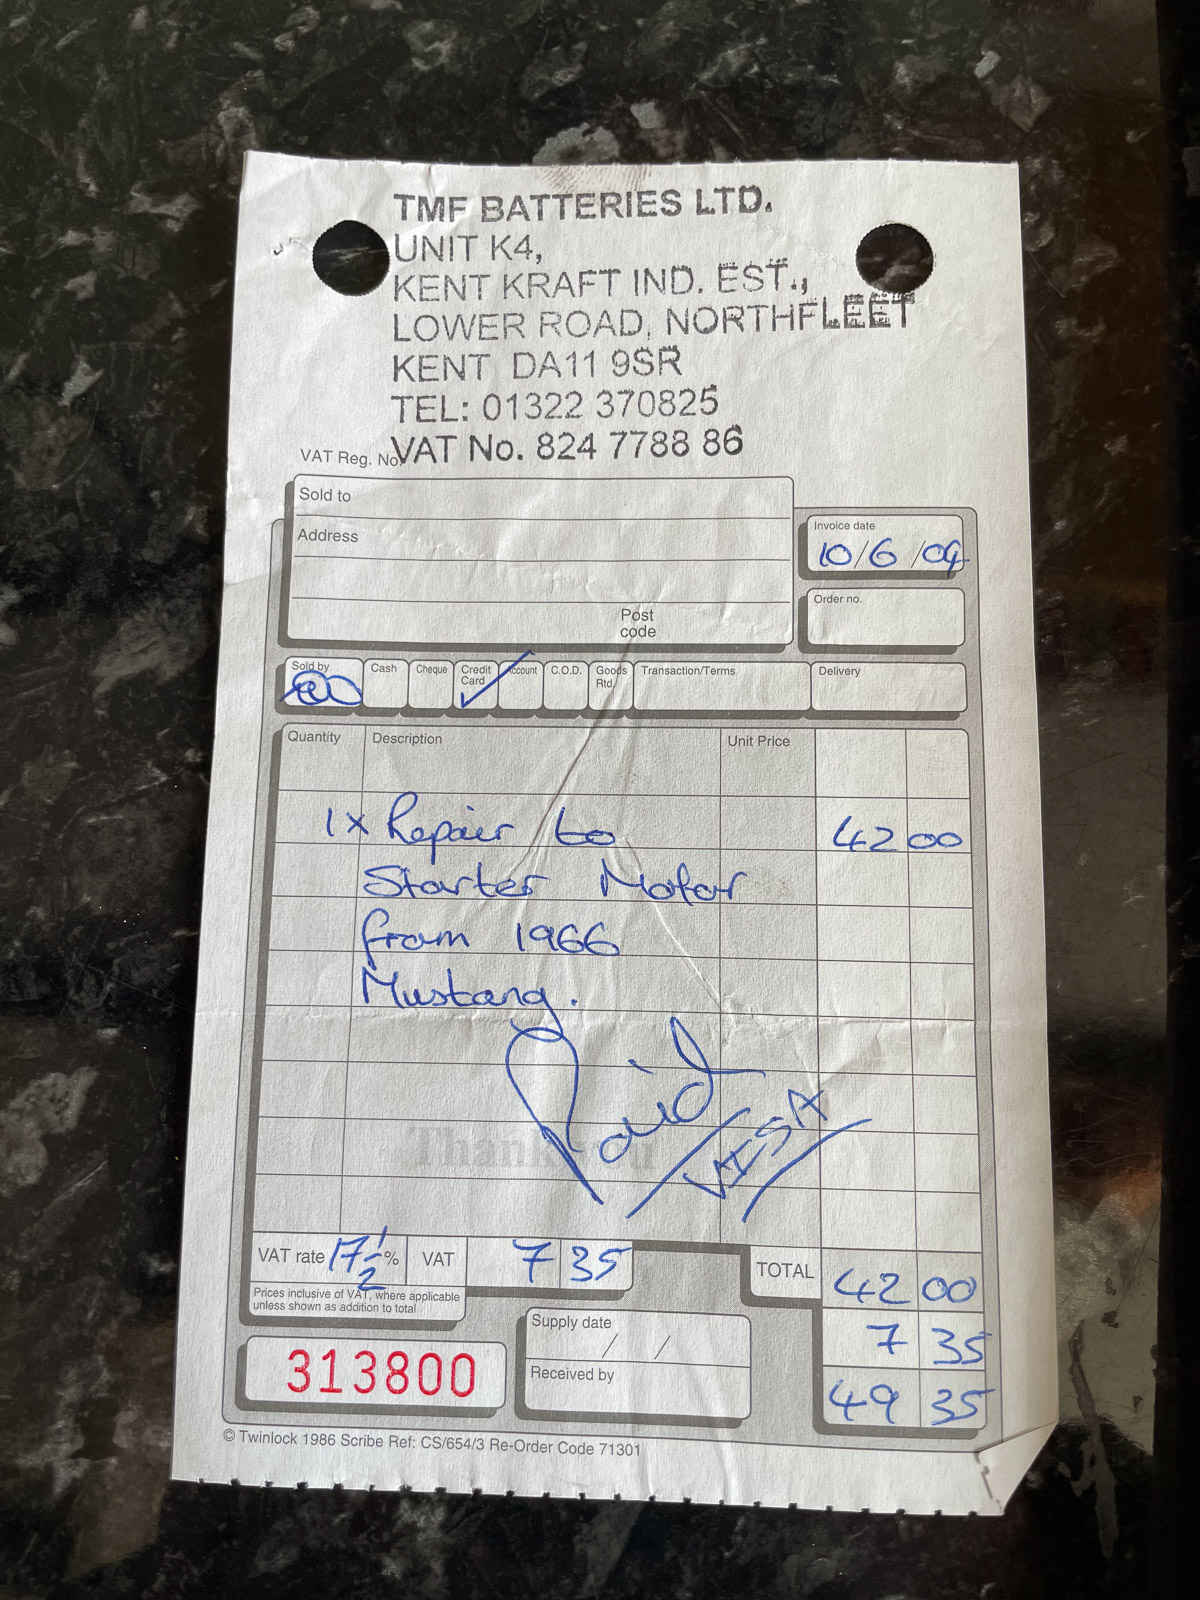 TMF BATTERIES LTD.
UNIT K4,
KENT KRAFT IND. EST.,
LOWER ROAD, NORTHFLEET
KENT DA11 9SR
TEL: 01322 370825
VAT Reg. No. VAT No. 824 7788 86
Sold to
Address
Post
code
Invoice date
10/6/09
Order no.
Sold by
Cash
Cheque
Credit
Card
Account
C.O.D.
Goods
Rtd.
Transaction/Terms
Delivery
Quantity Description Unit Price
1x Repair to 42 00
Starter Motor
from 1966
Mustang.
Paid
VISA
Thank you
VAT rate 17 1/2 % VAT 7 35 TOTAL 42 00
Prices inclusive of VAT, where applicable
unless shown as addition to total
7 35
49 35
Supply date
/ /
Received by
313800
© Twinlock 1986 Scribe Ref: CS/654/3 Re-Order Code 71301